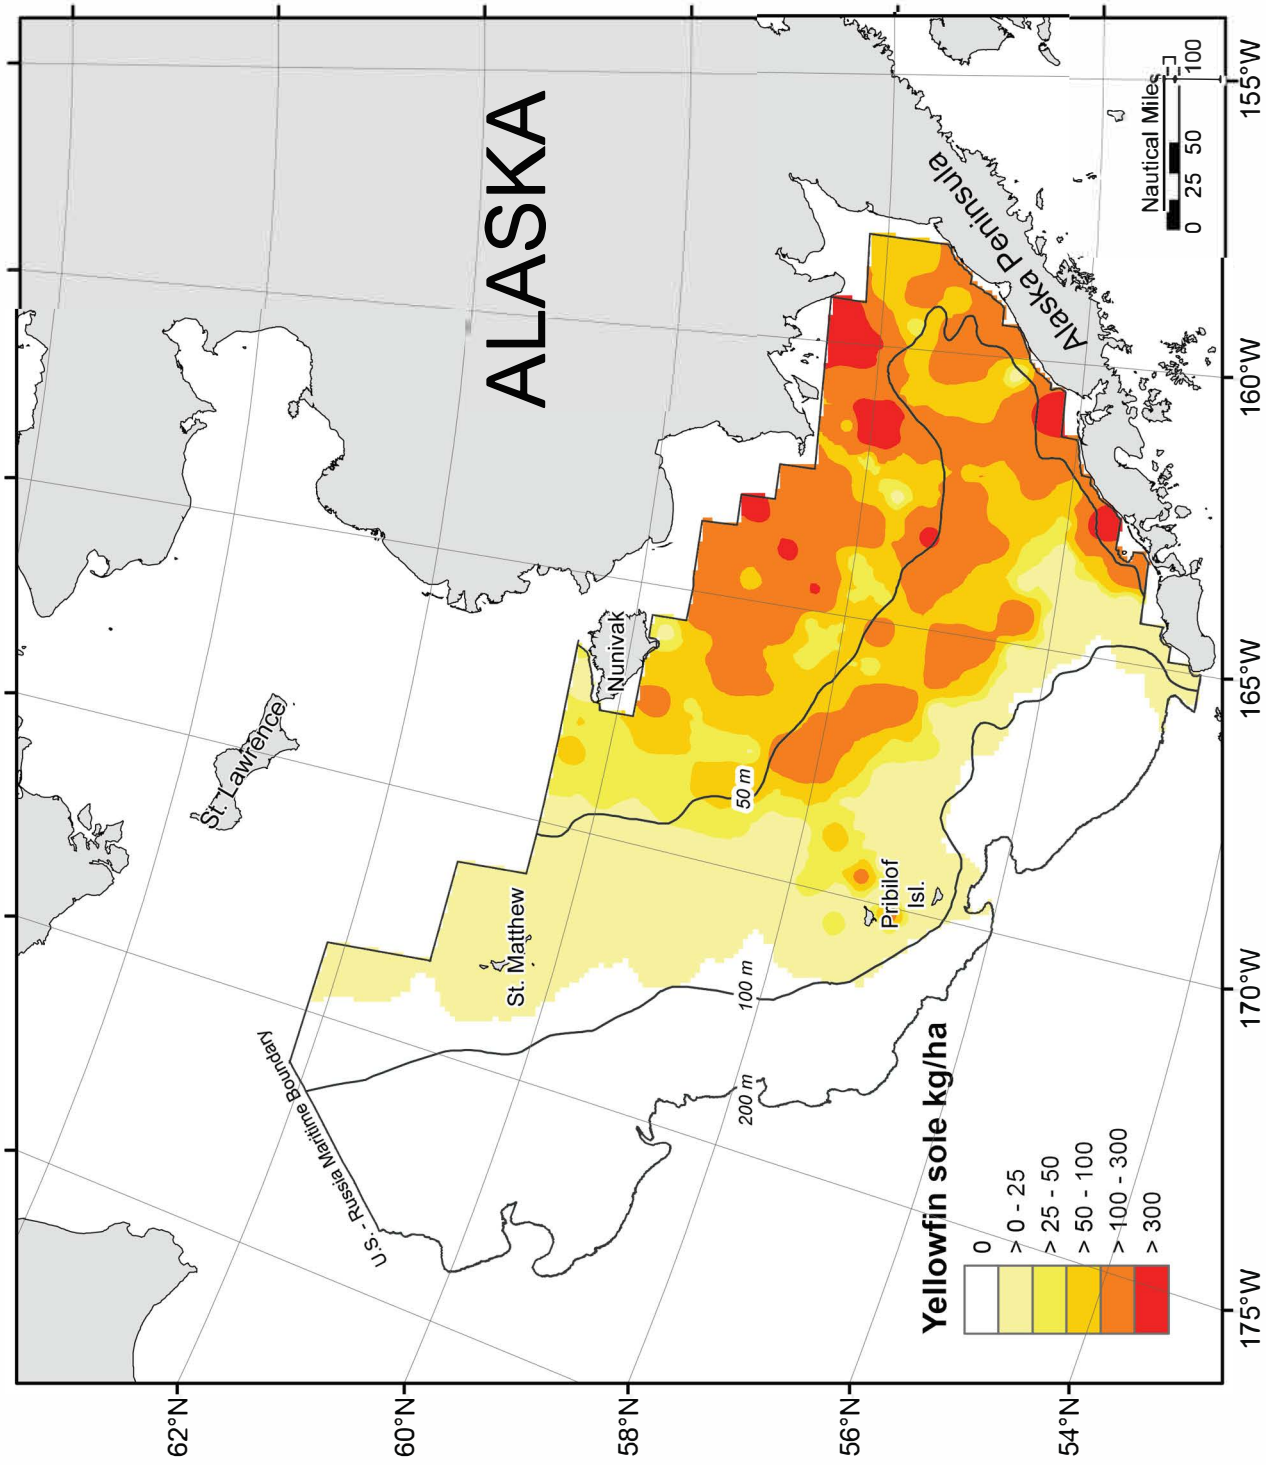 62°N
60°N
58°N
56°N
54°N
175°W
170°W
165°W
160°W
155°W
ALASKA
Alaska Peninsula
Nunivak
St. Lawrence
St. Matthew
Pribilof
Isl.
U.S. - Russia Maritime Boundary
50 m
100 m
200 m
Nautical Miles
0 25 50 100
Yellowfin sole kg/ha
0
> 0 - 25
> 25 - 50
> 50 - 100
> 100 - 300
> 300